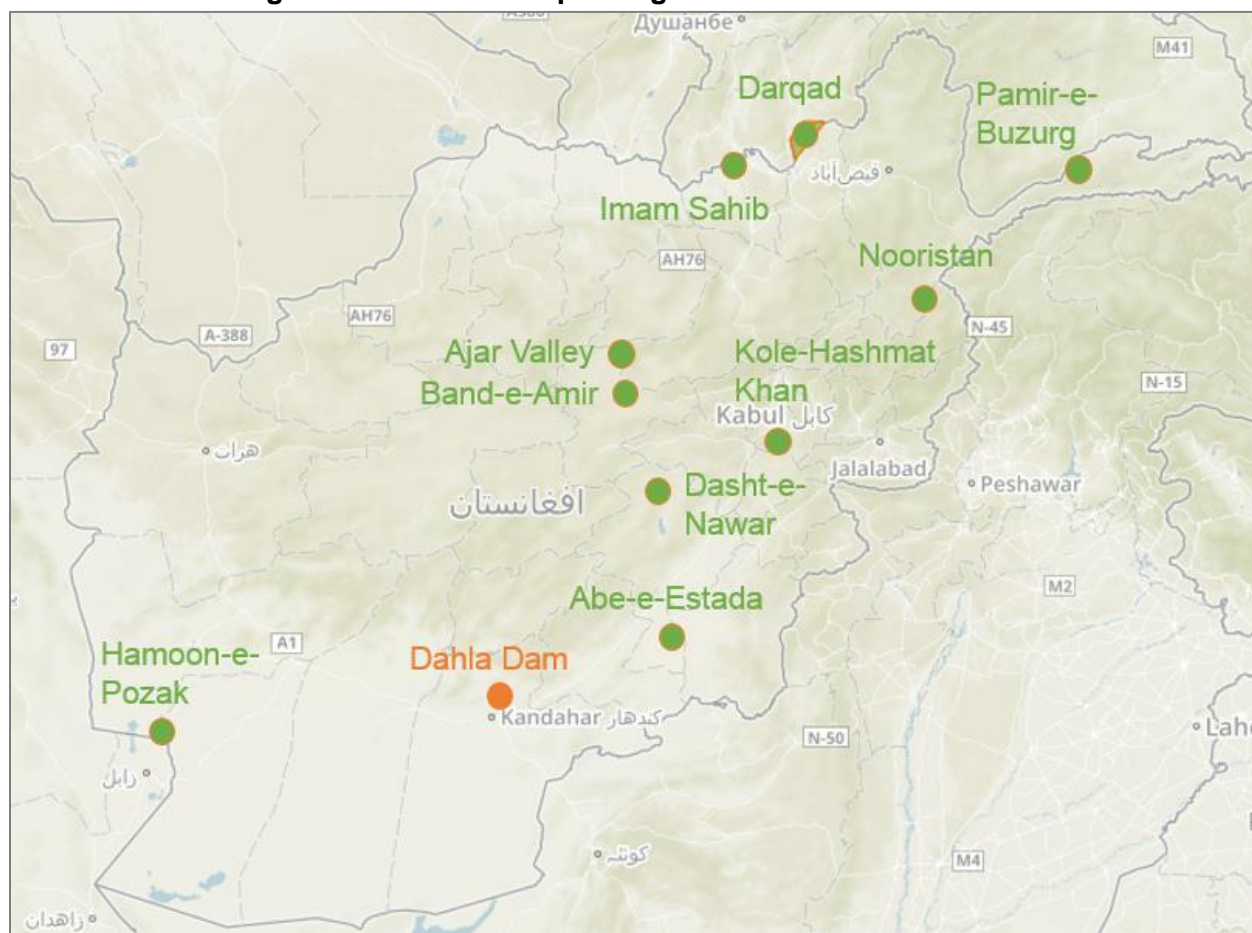 Душанбе
M41
Darqad
Pamir-e-
Buzurg
فيض‌آباد
Imam Sahib
AH76
Nooristan
AH76
A-388
N-45
97
Ajar Valley
Kole-Hashmat
Khan
N-15
Band-e-Amir
Kabul کابل
هرات
Jalalabad
Peshawar
افغانستان
Dasht-e-
Nawar
M2
Abe-e-Estada
A1
Hamoon-e-
Pozak
Dahla Dam
Kandahar کندهار
N-50
زابل
کوئٹہ
M4
زاهدان